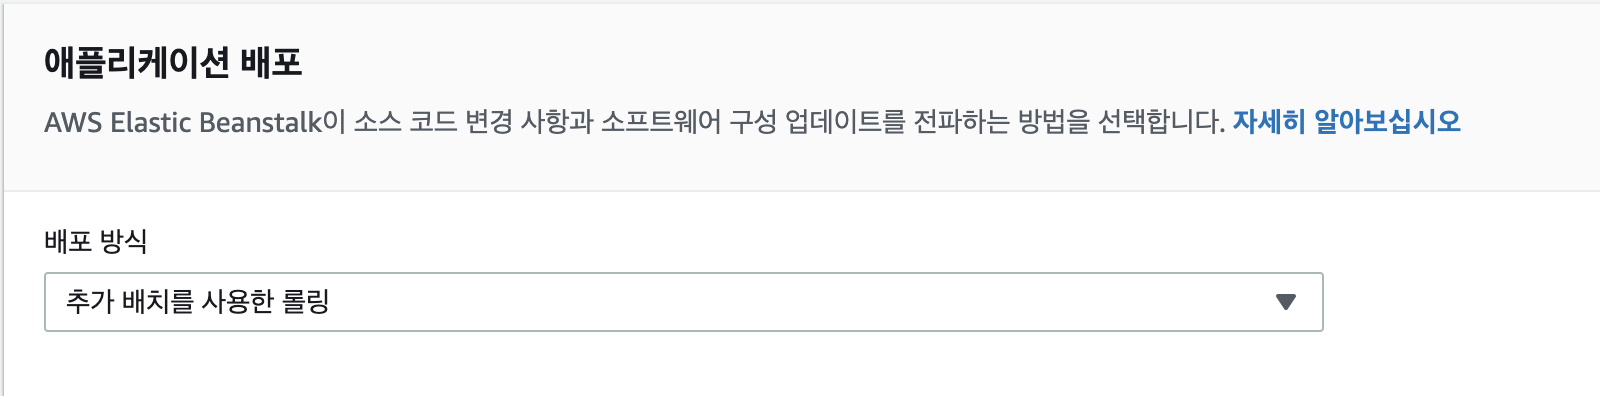 애플리케이션 배포
AWS Elastic Beanstalk이 소스 코드 변경 사항과 소프트웨어 구성 업데이트를 전파하는 방법을 선택합니다. 자세히 알아보십시오
배포 방식
추가 배치를 사용한 롤링